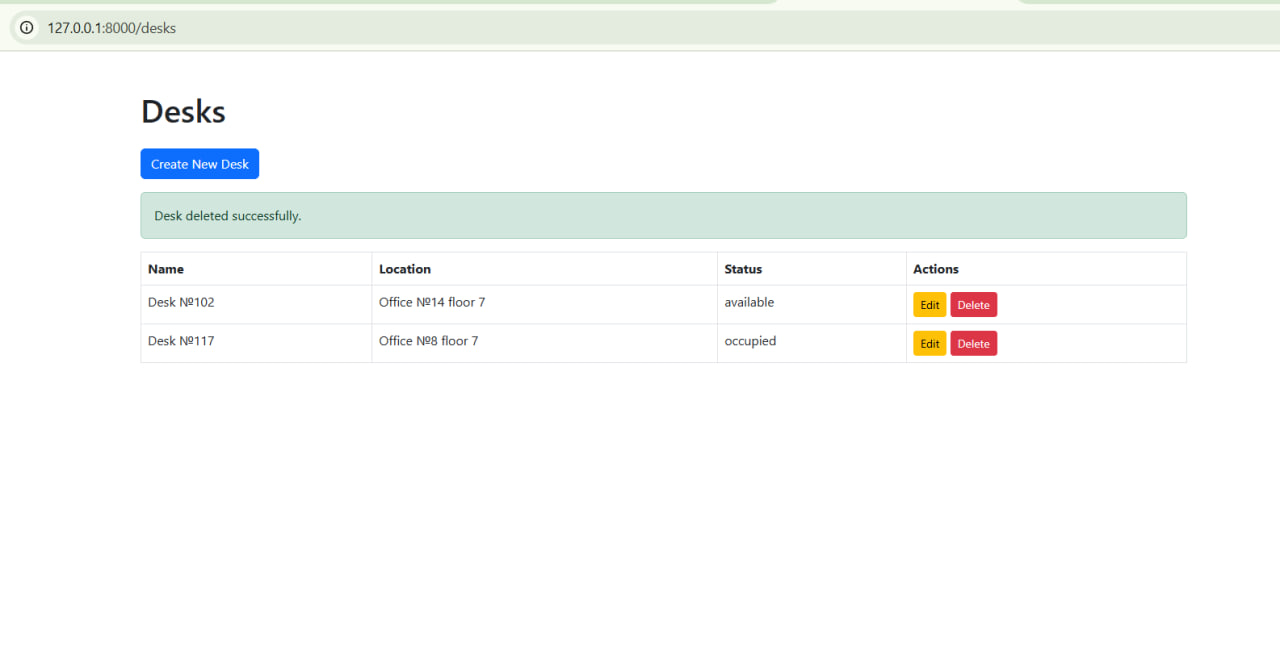 127.0.0.1:8000/desks
Desks
Create New Desk
Desk deleted successfully.
Name Location Status Actions
Desk №102 Office №14 floor 7 available Edit Delete
Desk №117 Office №8 floor 7 occupied Edit Delete